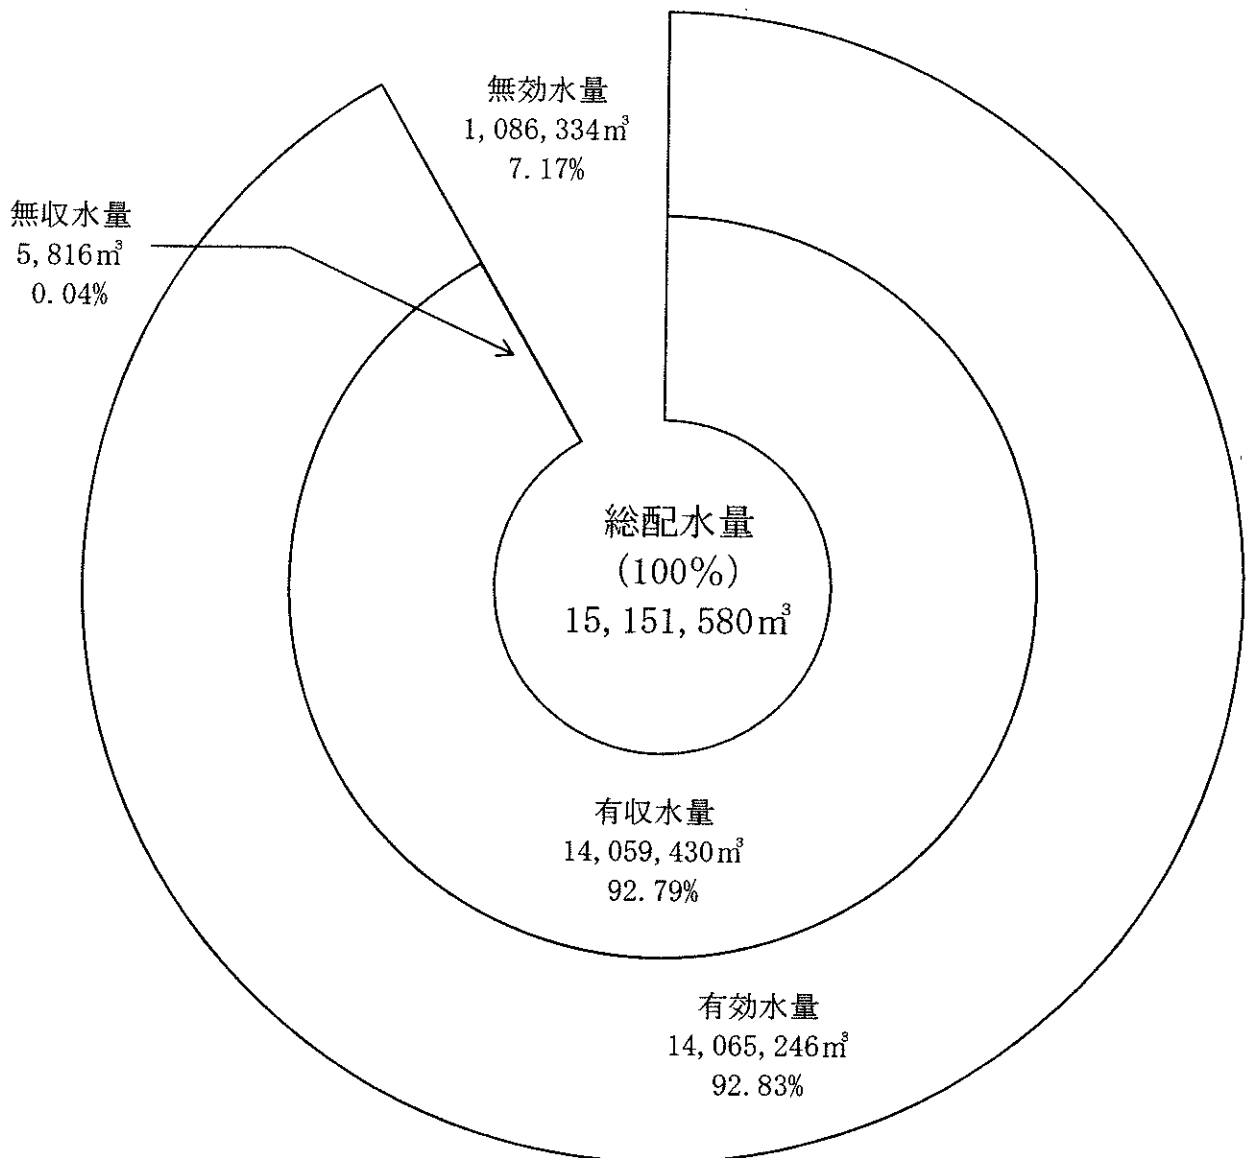 無効水量
1,086,334㎥
7.17%
無収水量
5,816㎥
0.04%
総配水量
(100%)
15,151,580㎥
有収水量
14,059,430㎥
92.79%
有効水量
14,065,246㎥
92.83%